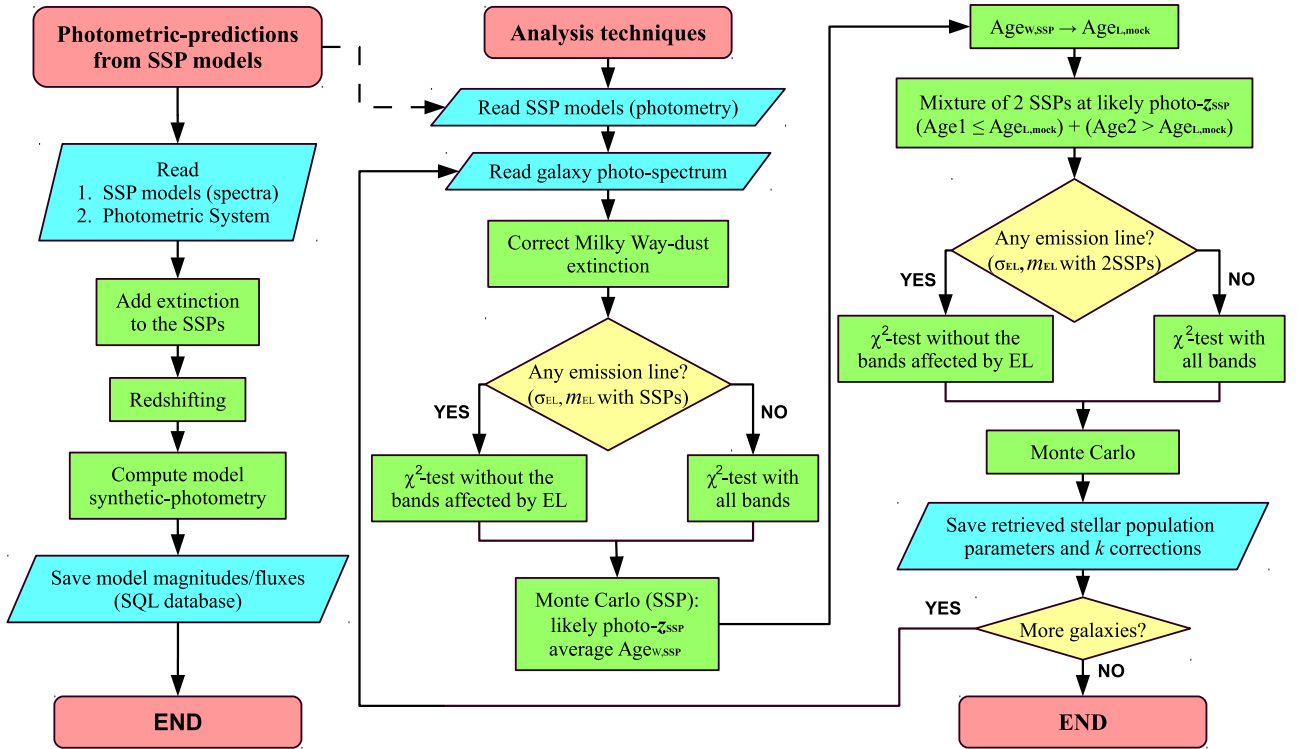 Photometric-predictions
from SSP models
Read
1. SSP models (spectra)
2. Photometric System
Add extinction
to the SSPs
Redshifting
Compute model
synthetic-photometry
Save model magnitudes/fluxes
(SQL database)
END
Analysis techniques
Read SSP models (photometry)
Read galaxy photo-spectrum
Correct Milky Way-dust
extinction
Any emission line?
(σEL, mEL with SSPs)
YES
NO
χ²-test without the
bands affected by EL
χ²-test with
all bands
Monte Carlo (SSP):
likely photo-zSSP
average AgeW,SSP
AgeW,SSP → AgeL,mock
Mixture of 2 SSPs at likely photo-zSSP
(Age1 ≤ AgeL,mock) + (Age2 > AgeL,mock)
Any emission line?
(σEL, mEL with 2SSPs)
YES
NO
χ²-test without the
bands affected by EL
χ²-test with
all bands
Monte Carlo
Save retrieved stellar population
parameters and k corrections
More galaxies?
YES
NO
END